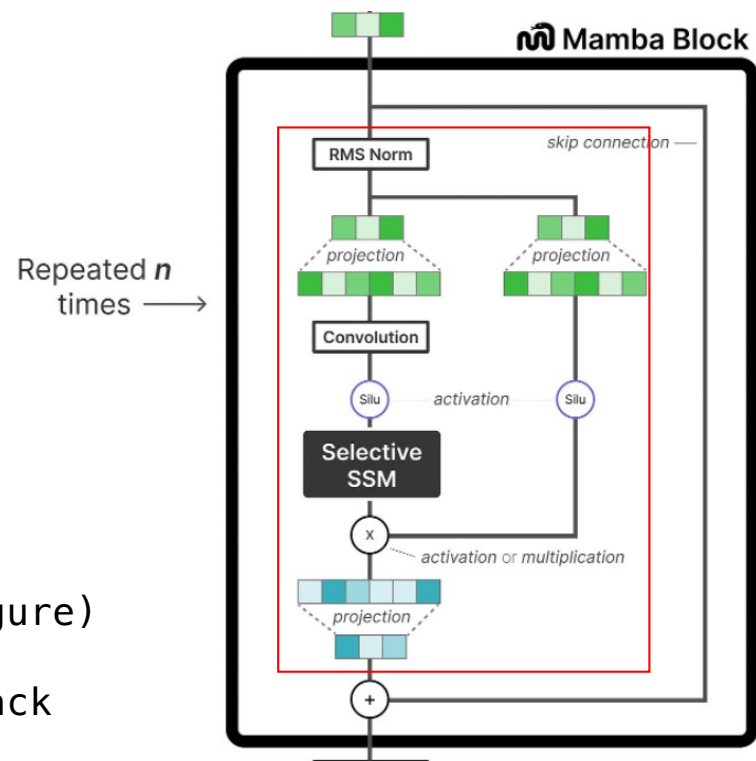 Mamba Block
skip connection
RMS Norm
projection
projection
Repeated n
times
Convolution
Silu
activation
Silu
Selective
SSM
x
activation or multiplication
gure)
projection
ack
+